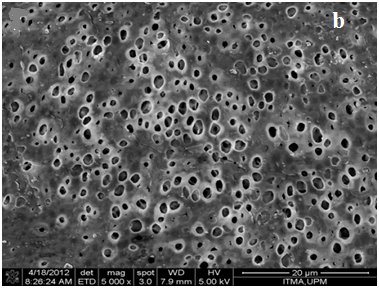 b
4/18/2012 det mag spot WD HV 20 µm
8:26:24 AM ETD 5 000 x 3.0 7.9 mm 5.00 kV ITMA,UPM